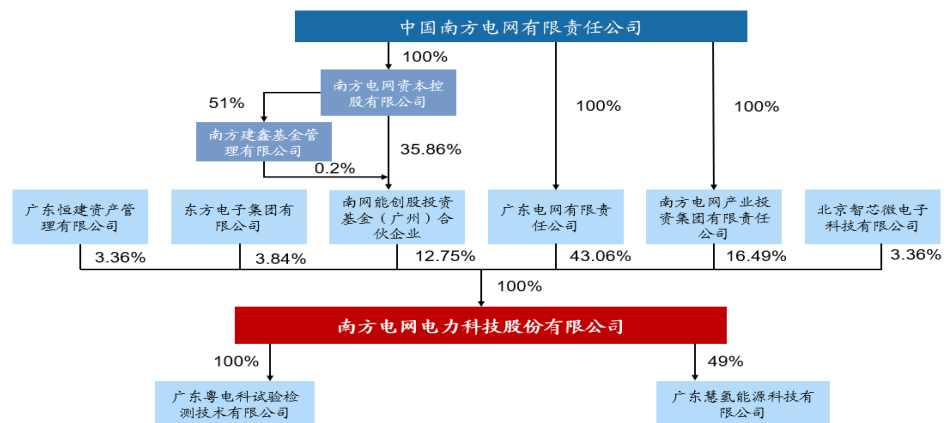 中国南方电网有限责任公司
100%
南方电网资本控
股有限公司
51%
100%
100%
南方建鑫基金管
理有限公司
35.86%
0.2%
广东恒建资产管
理有限公司
东方电子集团有
限公司
南网能创股权投资
基金（广州）合
伙企业
广东电网有限责
任公司
南方电网产业投
资集团有限责任
公司
北京智芯微电子
科技有限公司
3.36%
3.84%
12.75%
43.06%
16.49%
3.36%
100%
南方电网电力科技股份有限公司
100%
49%
广东粤电科试验检
测技术有限公司
广东慧氢能源科技有
限公司